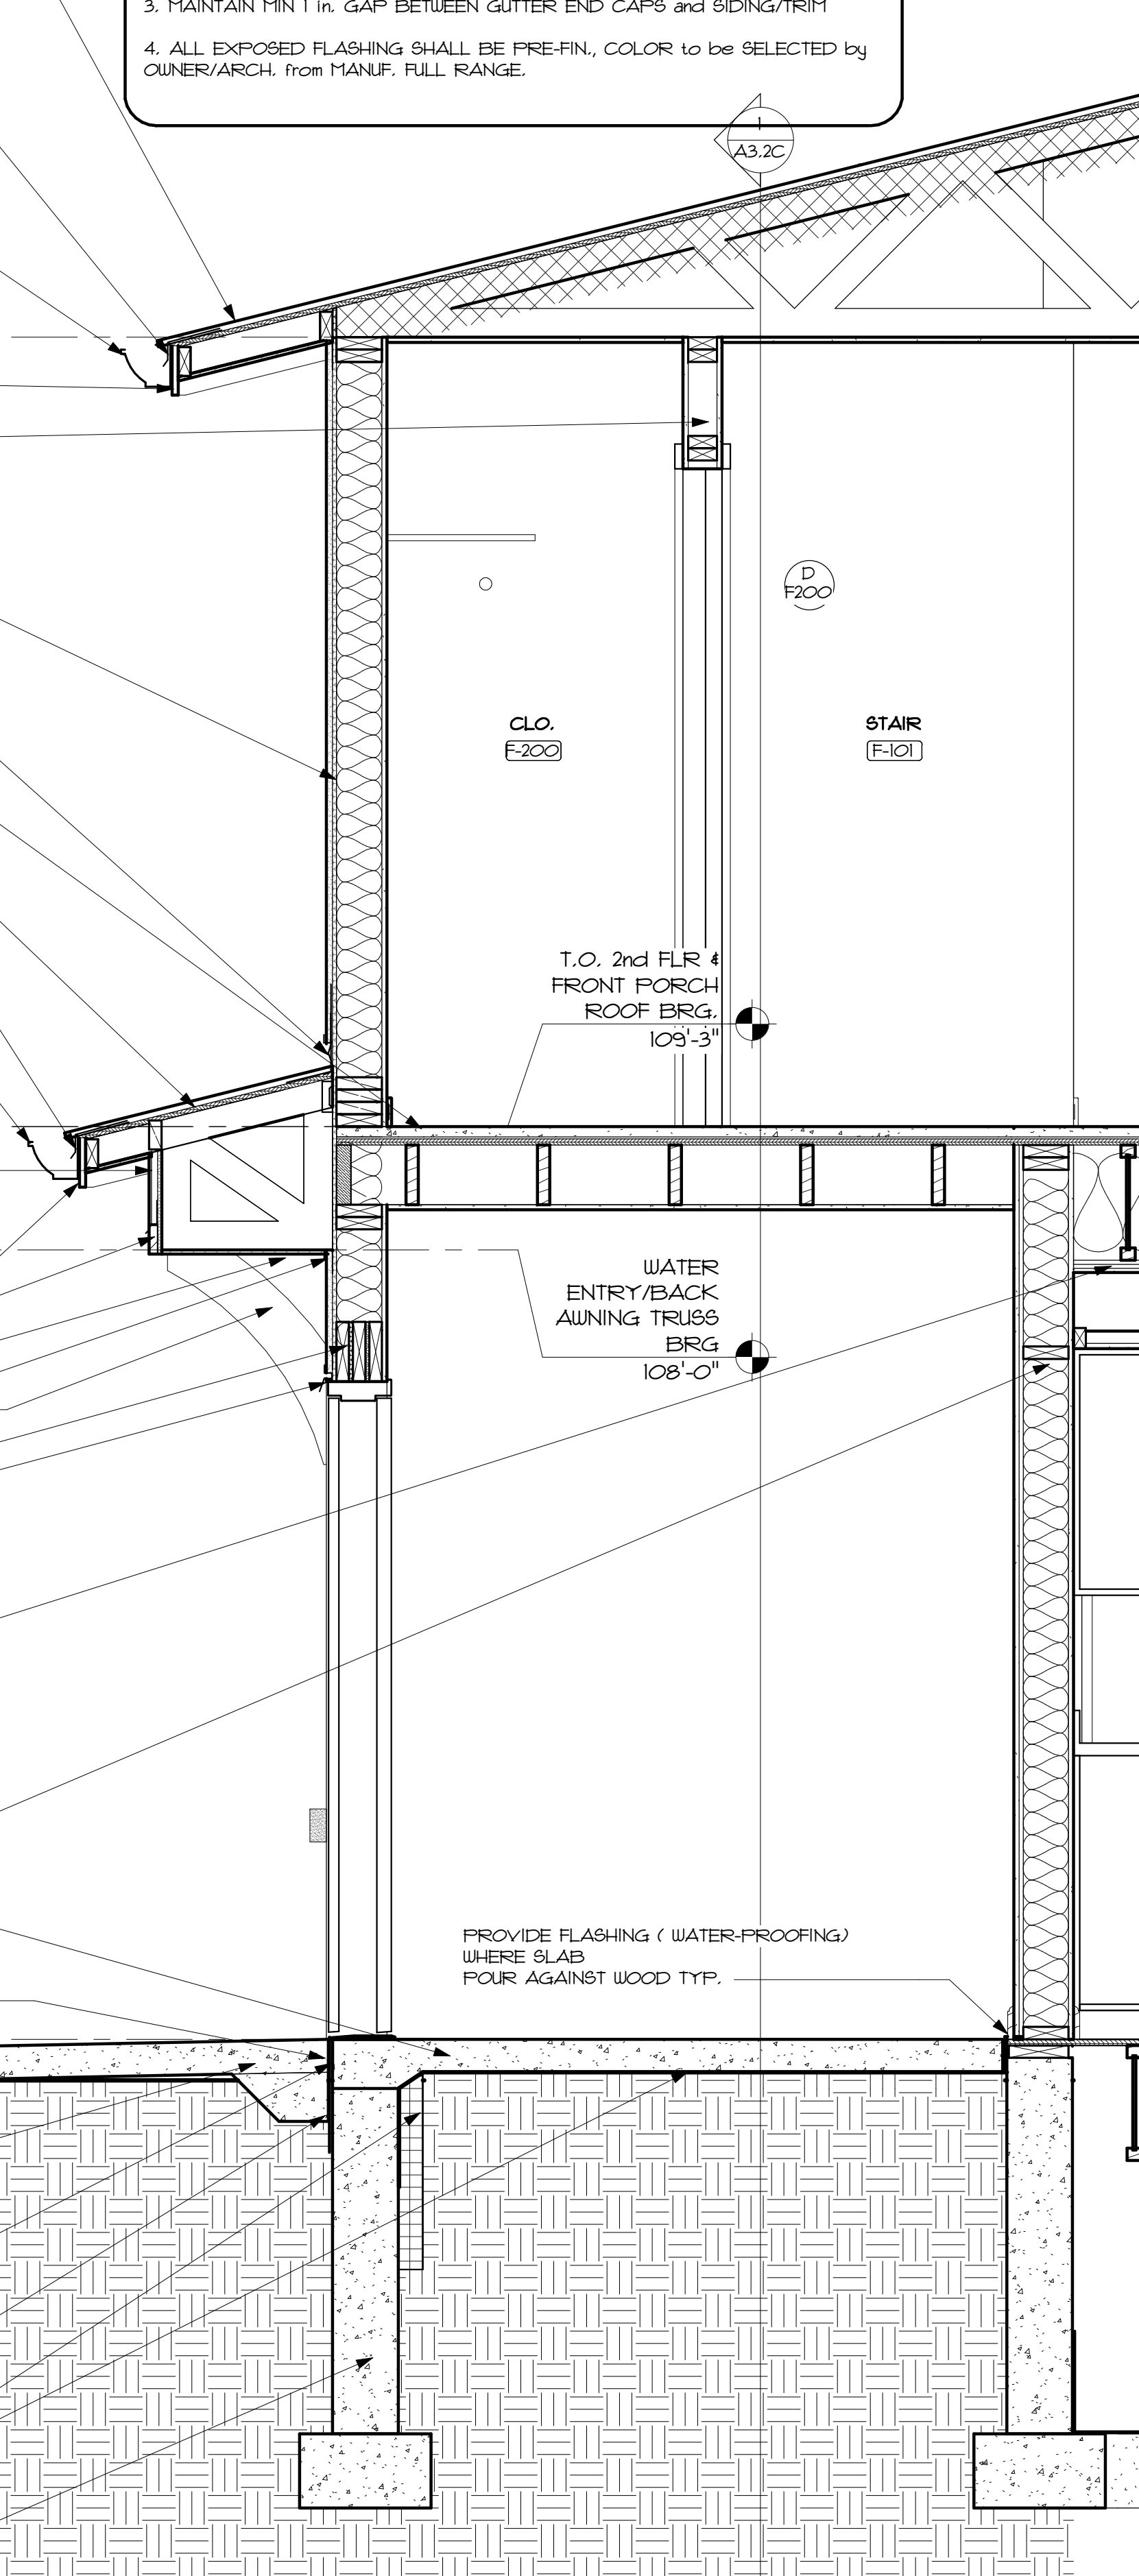 3. MAINTAIN MIN 1 in. GAP BETWEEN GUTTER END CAPS and SIDING/TRIM
4. ALL EXPOSED FLASHING SHALL BE PRE-FIN., COLOR to be SELECTED by
OWNER/ARCH. from MANUF. FULL RANGE.
1
A3.2C
D
F200
CLO.
F-200
STAIR
F-101
T.O. 2nd FLR &
FRONT PORCH
ROOF BRG.
109'-3"
WATER
ENTRY/BACK
AWNING TRUSS
BRG
108'-0"
PROVIDE FLASHING ( WATER-PROOFING)
WHERE SLAB
POUR AGAINST WOOD TYP.